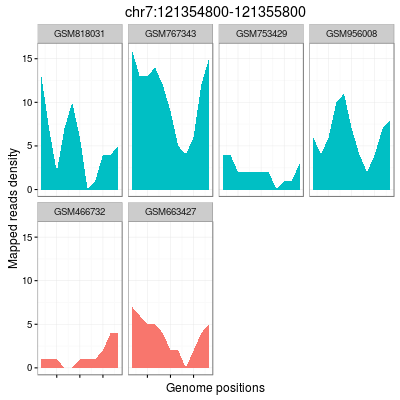 chr7:121354800-121355800
GSM818031 GSM767343 GSM753429 GSM956008
15
10
5
0
GSM466732 GSM663427
15
10
5
0
Mapped reads density
Genome positions